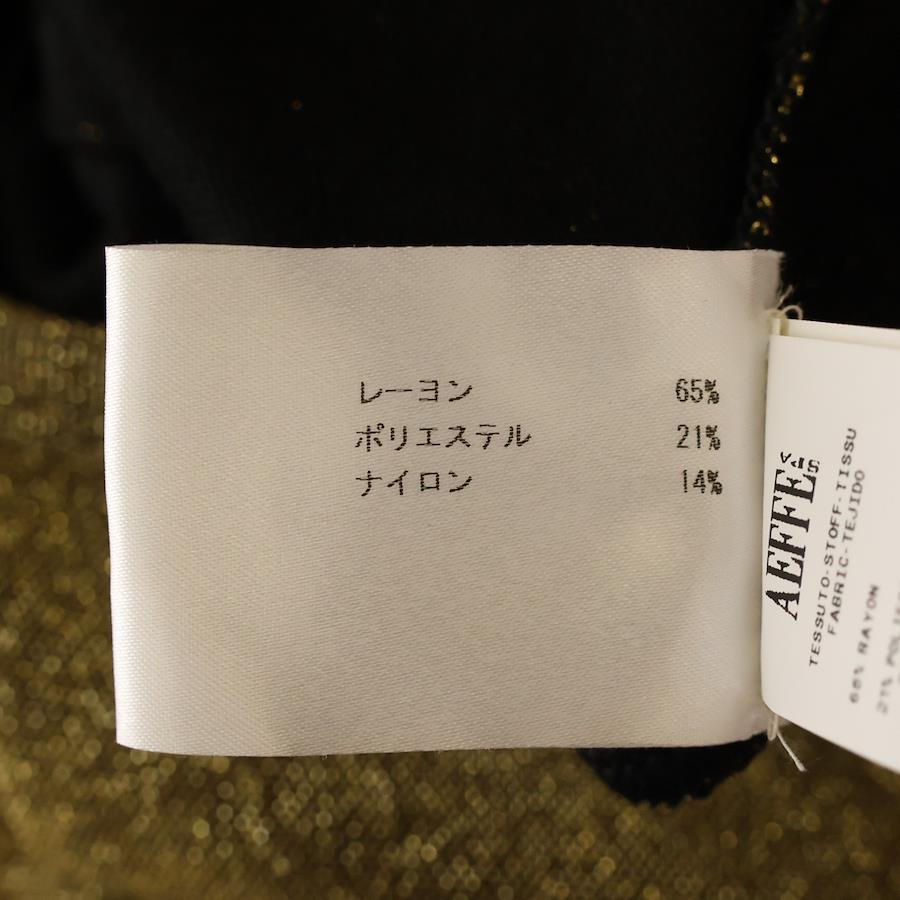 レーヨン 65%
ポリエステル 21%
ナイロン 14%
AEFFE SPA
TESSUTO-STOFF-TISSU
FABRIC-TEJIDO
RAYON